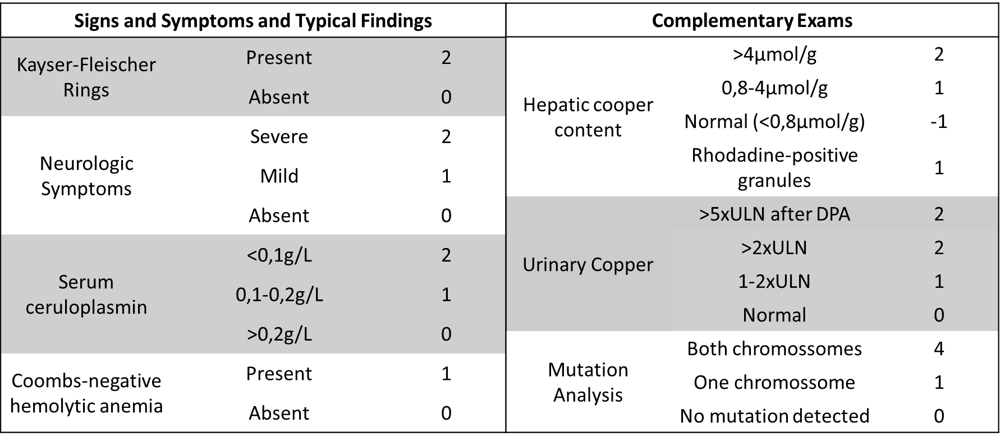 Signs and Symptoms and Typical Findings
Kayser-Fleischer
Rings
Present 2
Absent 0
Neurologic
Symptoms
Severe 2
Mild 1
Absent 0
Serum
ceruloplasmin
<0,1g/L 2
0,1-0,2g/L 1
>0,2g/L 0
Coombs-negative
hemolytic anemia
Present 1
Absent 0
Complementary Exams
Hepatic cooper
content
>4µmol/g 2
0,8-4µmol/g 1
Normal (<0,8µmol/g) -1
Rhodadine-positive
granules 1
Urinary Copper
>5xULN after DPA 2
>2xULN 2
1-2xULN 1
Normal 0
Mutation
Analysis
Both chromossomes 4
One chromossome 1
No mutation detected 0